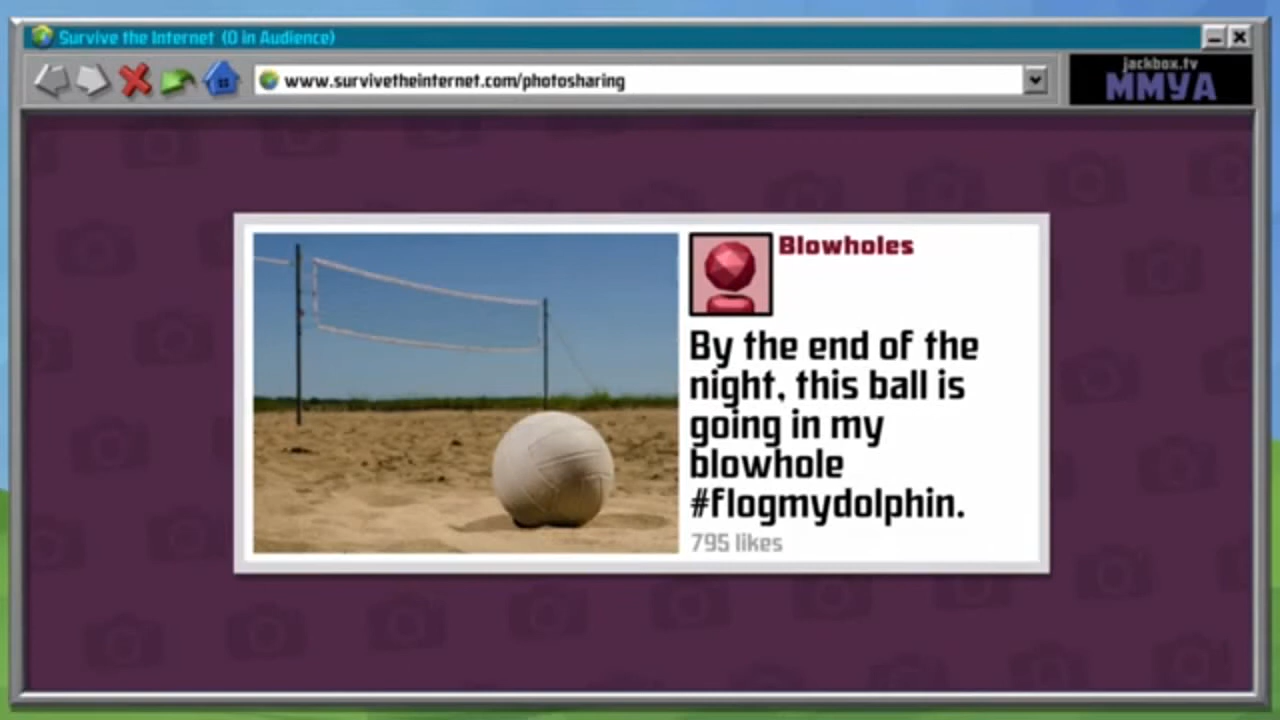 Survive the Internet (0 in Audience)
www.survivetheinternet.com/photosharing
jackbox.tv
MMYA
Blowholes
By the end of the
night, this ball is
going in my
blowhole
#flogmydolphin.
795 likes